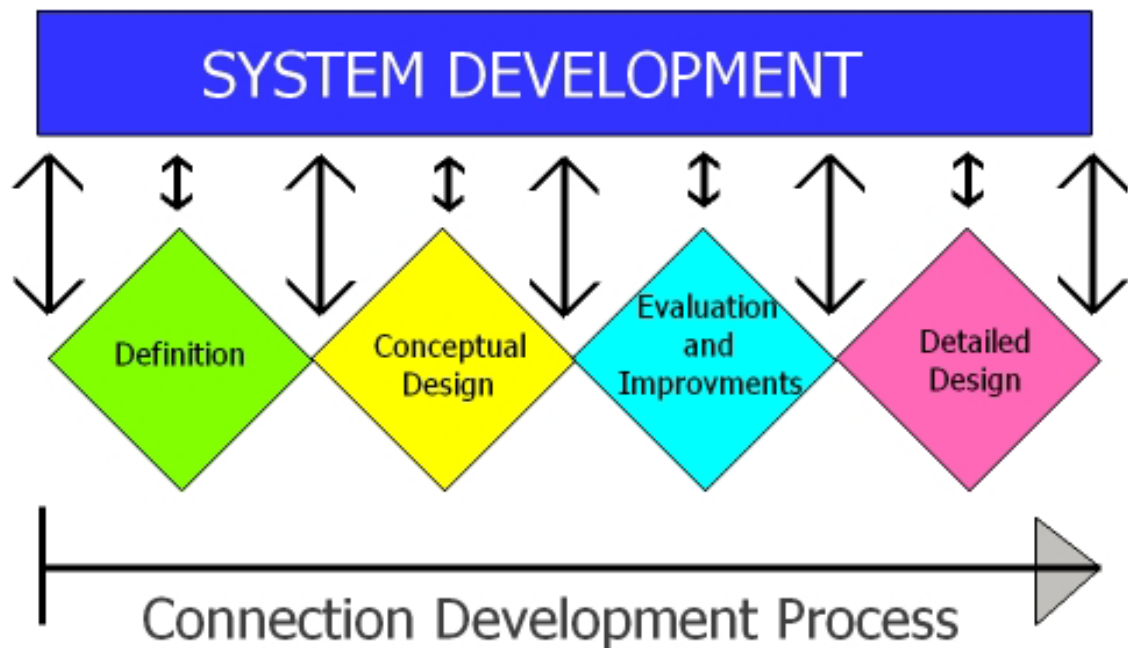 SYSTEM DEVELOPMENT
Definition
Conceptual
Design
Evaluation
and
Improvments
Detailed
Design
Connection Development Process